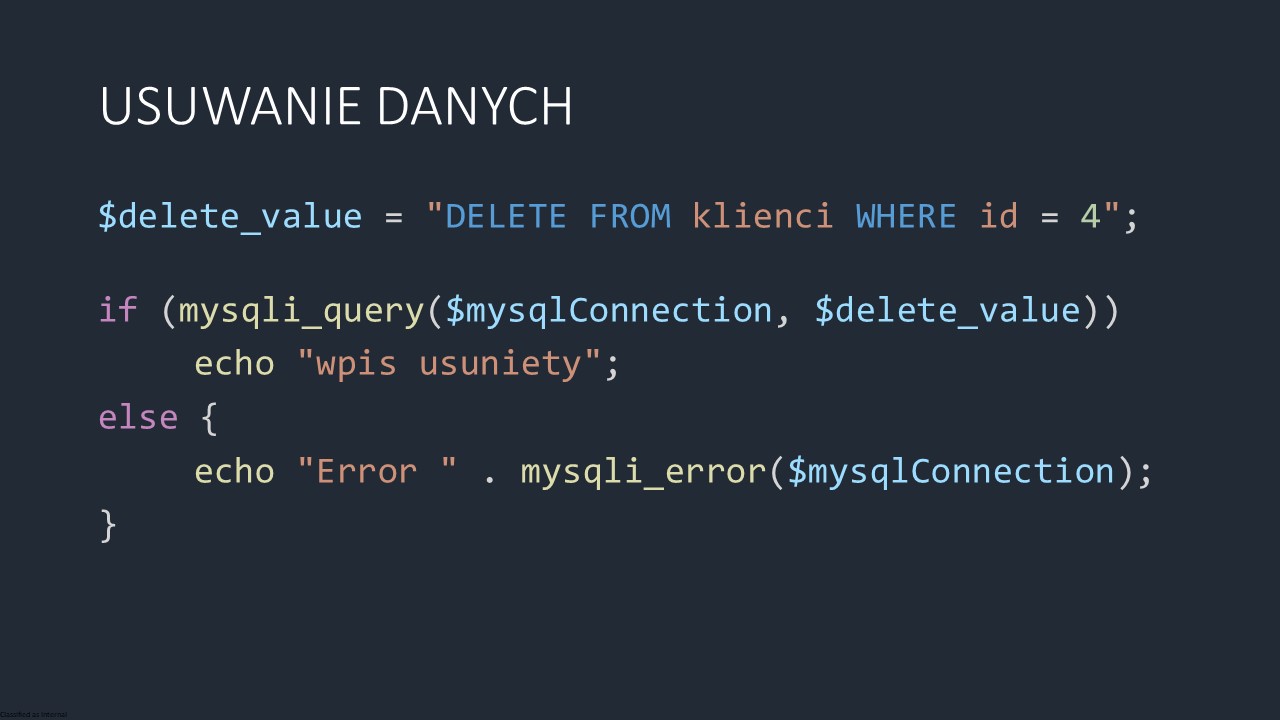 USUWANIE DANYCH
$delete_value = "DELETE FROM klienci WHERE id = 4";
if (mysqli_query($mysqlConnection, $delete_value))
echo "wpis usuniety";
else {
echo "Error " . mysqli_error($mysqlConnection);
}
Classified as Internal